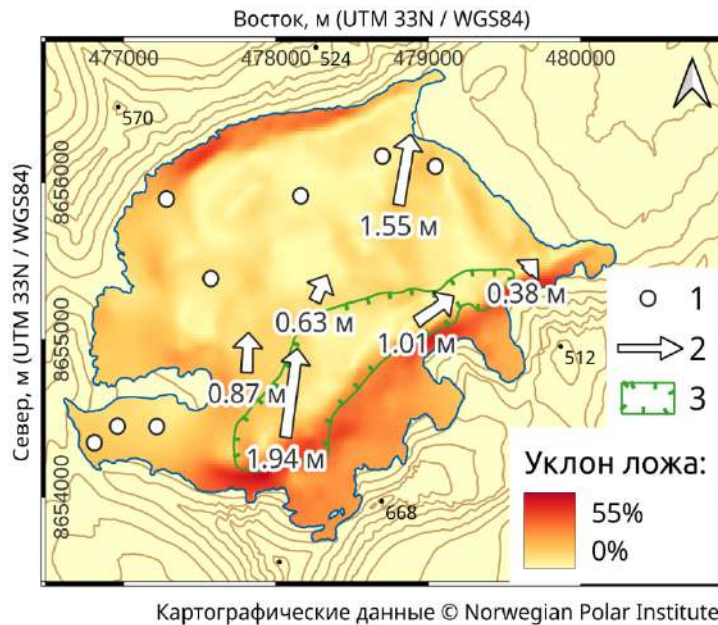 Восток, м (UTM 33N / WGS84)
477000
478000
479000
480000
524
570
8656000
1.55 м
Север, м (UTM 33N / WGS84)
0.38 м
0.63 м
1
8655000
1.01 м
512
2
0.87 м
3
1.94 м
Уклон ложа:
8654000
668
55%
0%
Картографические данные © Norwegian Polar Institute